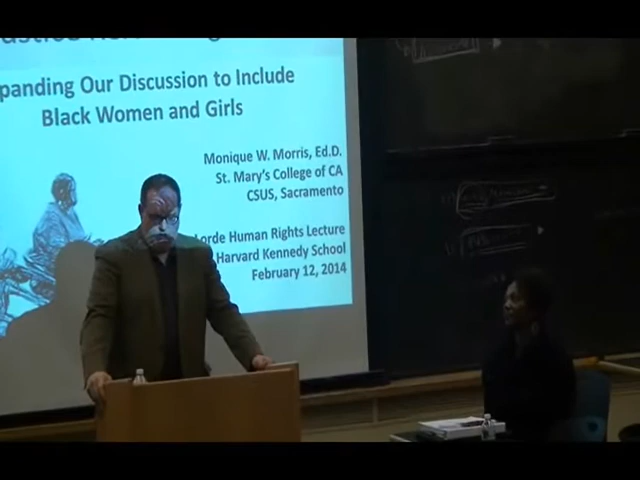 panding Our Discussion to Include
Black Women and Girls
Monique W. Morris, Ed.D.
St. Mary's College of CA
CSUS, Sacramento
Lorde Human Rights Lecture
Harvard Kennedy School
February 12, 2014